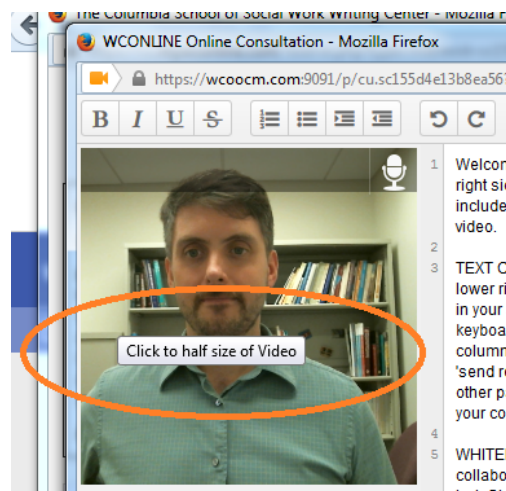 The Columbia School of Social Work Writing Center - Mozilla
WCONLINE Online Consultation - Mozilla Firefox
https://wcoocm.com:9091/p/cu.sc155d4e13b8ea56
B I U S
1 Welcon
right sid
include
video.
2
3 TEXT C
lower ri
in your
keyboa
column
'send re
other p
your co
4
5 WHITE
collabo
Click to half size of Video